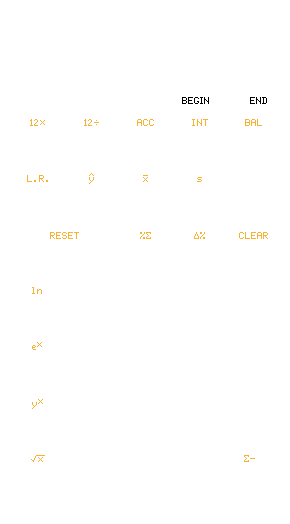 BEGIN END
12× 12÷ ACC INT BAL
L.R. ŷ x̄ s
RESET %Σ Δ% CLEAR
ln
eˣ
yˣ
√x Σ−